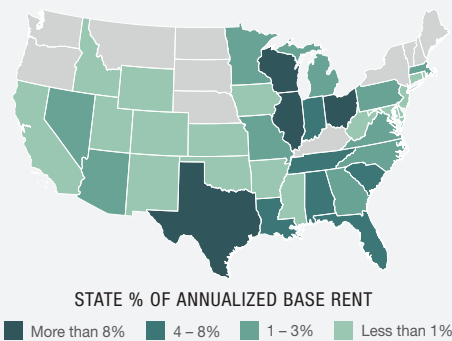 STATE % OF ANNUALIZED BASE RENT
More than 8% 4 – 8% 1 – 3% Less than 1%